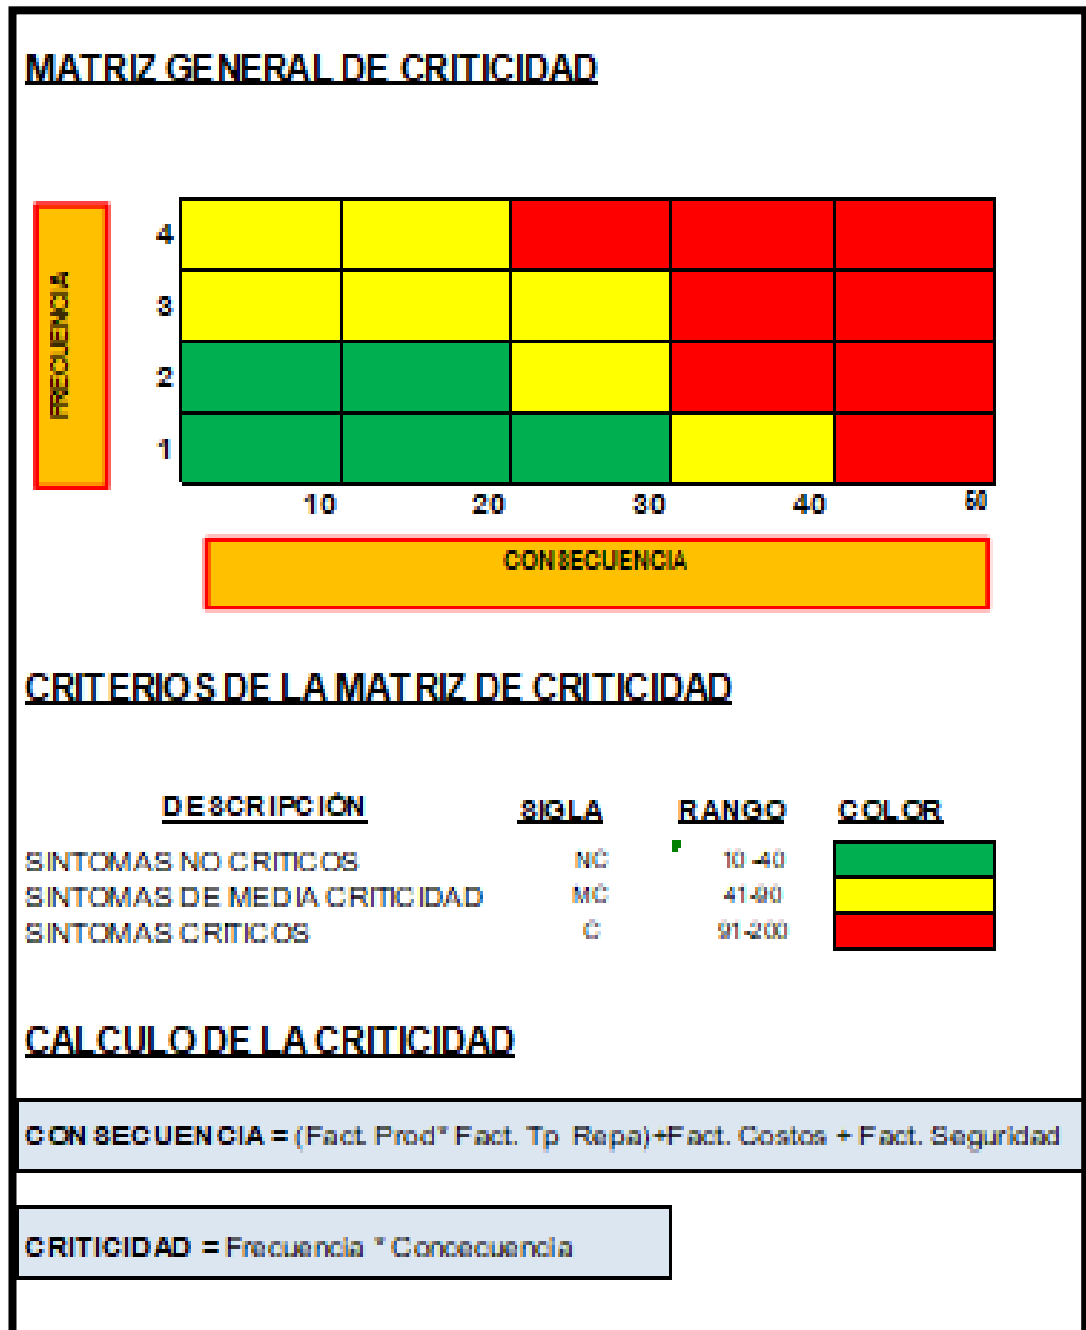 MATRIZ GENERAL DE CRITICIDAD
FRECUENCIA
4
3
2
1
10 20 30 40 50
CONSECUENCIA
CRITERIOS DE LA MATRIZ DE CRITICIDAD
DESCRIPCIÓN SIGLA RANGO COLOR
SINTOMAS NO CRITICOS NC 10 -40
SINTOMAS DE MEDIA CRITICIDAD MC 41-90
SINTOMAS CRITICOS C 91-200
CALCULO DE LA CRITICIDAD
CONSECUENCIA = (Fact. Prod* Fact. Tp Repa)+Fact. Costos + Fact. Seguridad
CRITICIDAD = Frecuencia * Concecuencia